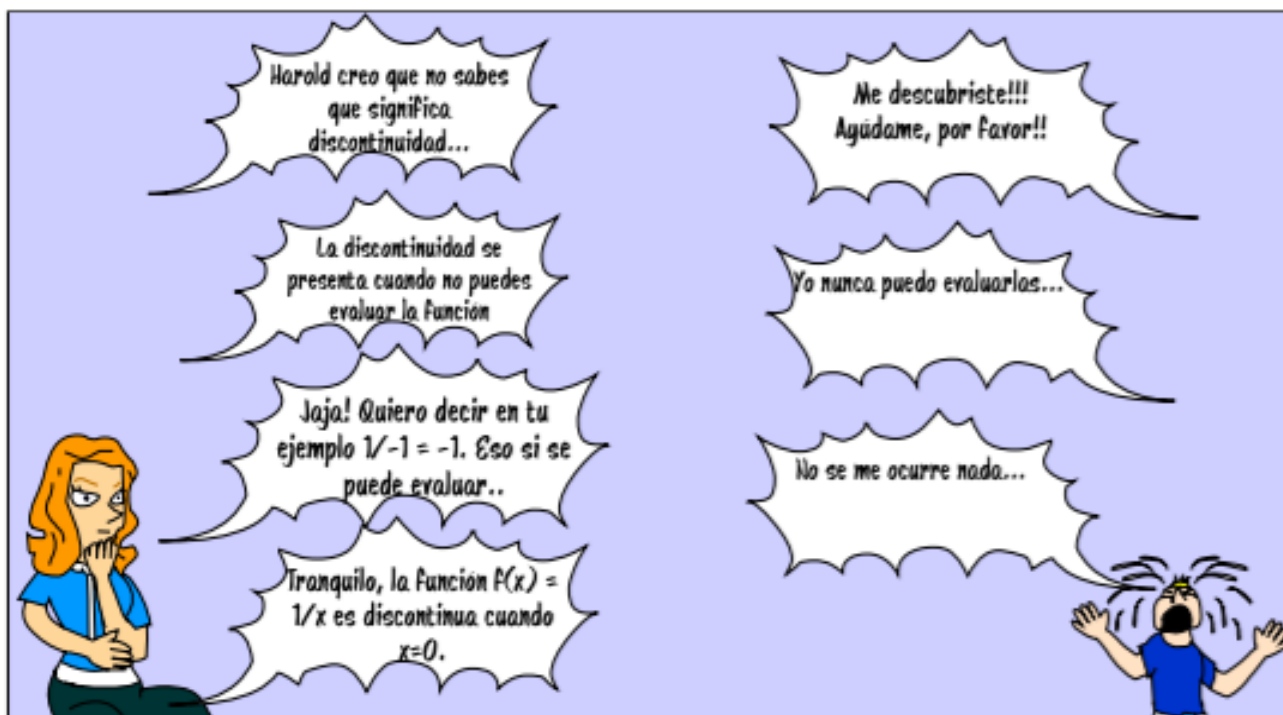 Harold creo que no sabes
que significa
discontinuidad...
Me descubriste!!!
Ayúdame, por favor!!
La discontinuidad se
presenta cuando no puedes
evaluar la función
Yo nunca puedo evaluarlas...
Jaja! Quiero decir en tu
ejemplo 1/-1 = -1. Eso si se
puede evaluar..
No se me ocurre nada...
Tranquilo, la función f(x) =
1/x es discontinua cuando
x=0.